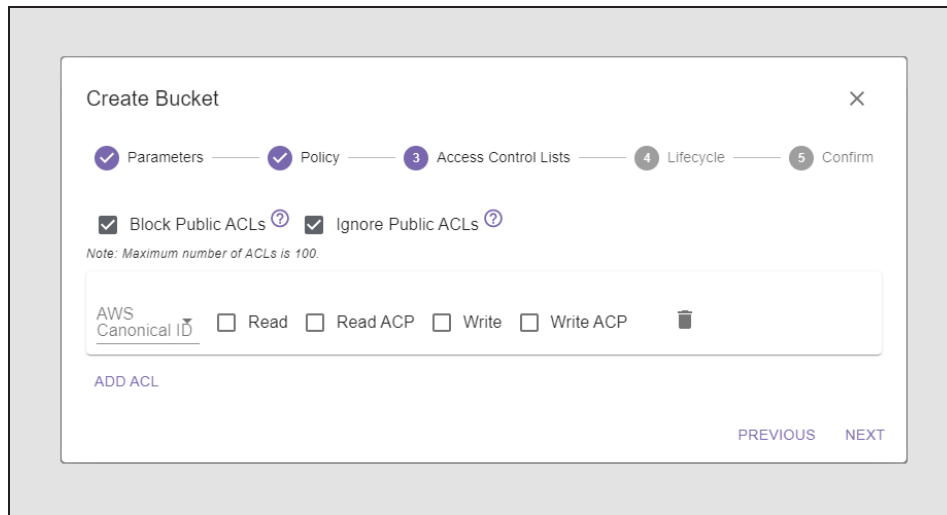 Create Bucket
Parameters Policy 3 Access Control Lists 4 Lifecycle 5 Confirm
Block Public ACLs ? Ignore Public ACLs ?
Note: Maximum number of ACLs is 100.
AWS
Canonical ID Read Read ACP Write Write ACP
ADD ACL
PREVIOUS NEXT